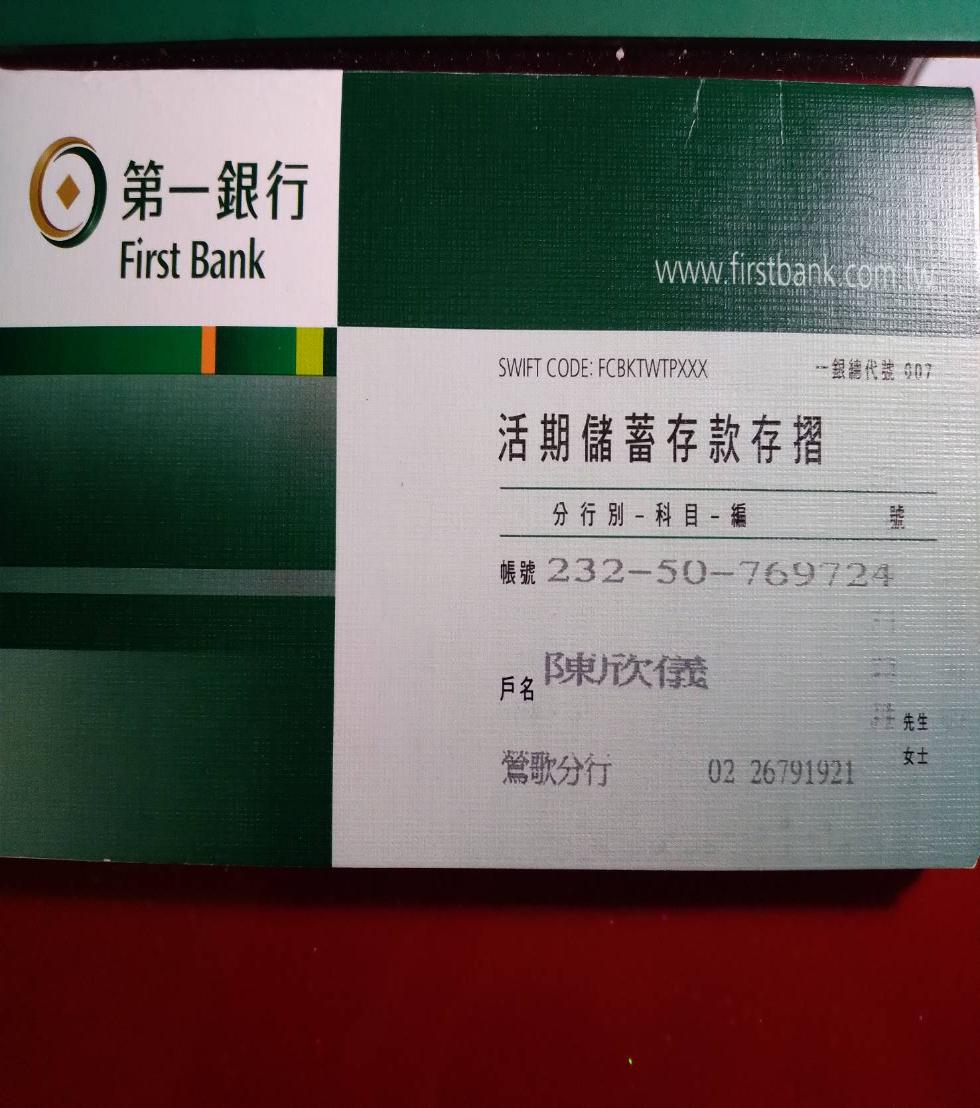 第一銀行
First Bank
www.firstbank.com.tw
SWIFT CODE: FCBKTWTPXXX 一銀總代號 007
活期儲蓄存款存摺
分行別-科目-編 號
帳號 232-50-769724
戶名 陳欣儀
先生
女士
鶯歌分行 02 26791921